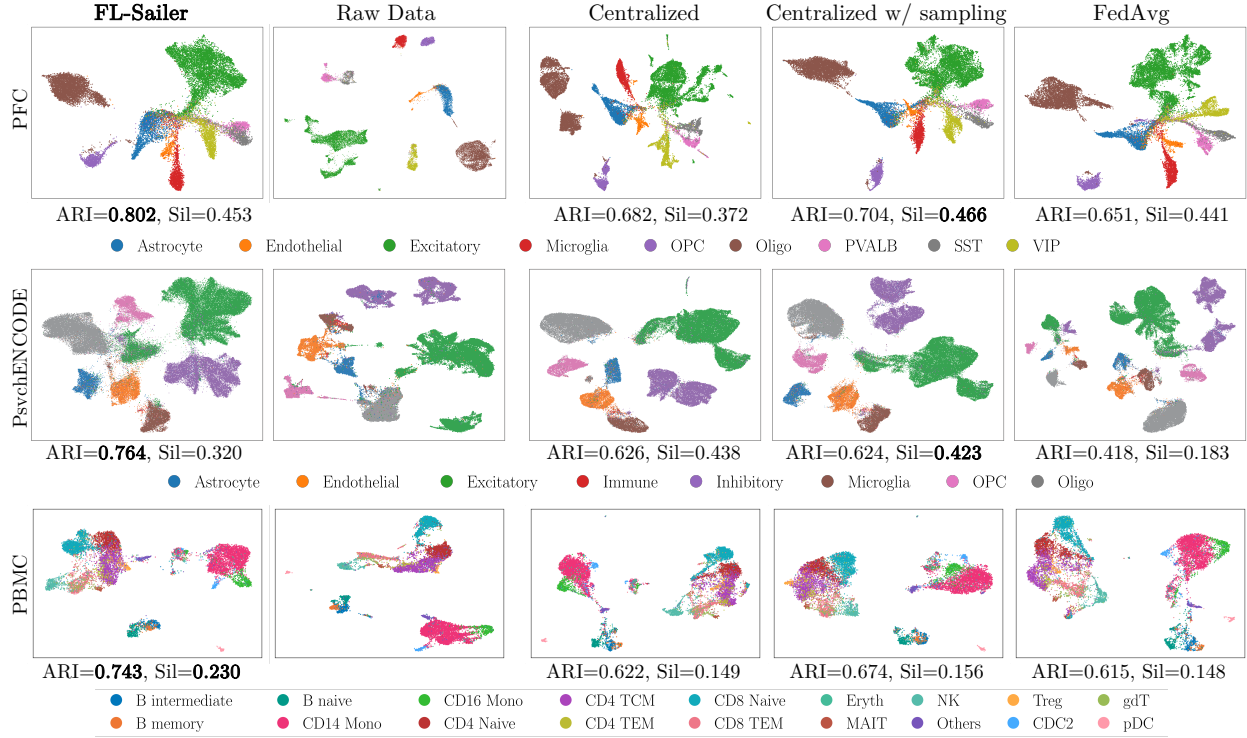 FL-Sailer Raw Data Centralized Centralized w/ sampling FedAvg
PFC
ARI=0.802, Sil=0.453 ARI=0.682, Sil=0.372 ARI=0.704, Sil=0.466 ARI=0.651, Sil=0.441
Astrocyte Endothelial Excitatory Microglia OPC Oligo PVALB SST VIP
PsychENCODE
ARI=0.764, Sil=0.320 ARI=0.626, Sil=0.438 ARI=0.624, Sil=0.423 ARI=0.418, Sil=0.183
Astrocyte Endothelial Excitatory Immune Inhibitory Microglia OPC Oligo
PBMC
ARI=0.743, Sil=0.230 ARI=0.622, Sil=0.149 ARI=0.674, Sil=0.156 ARI=0.615, Sil=0.148
B intermediate B naive CD16 Mono CD4 TCM CD8 Naive Eryth NK Treg gdT
B memory CD14 Mono CD4 Naive CD4 TEM CD8 TEM MAIT Others CDC2 pDC